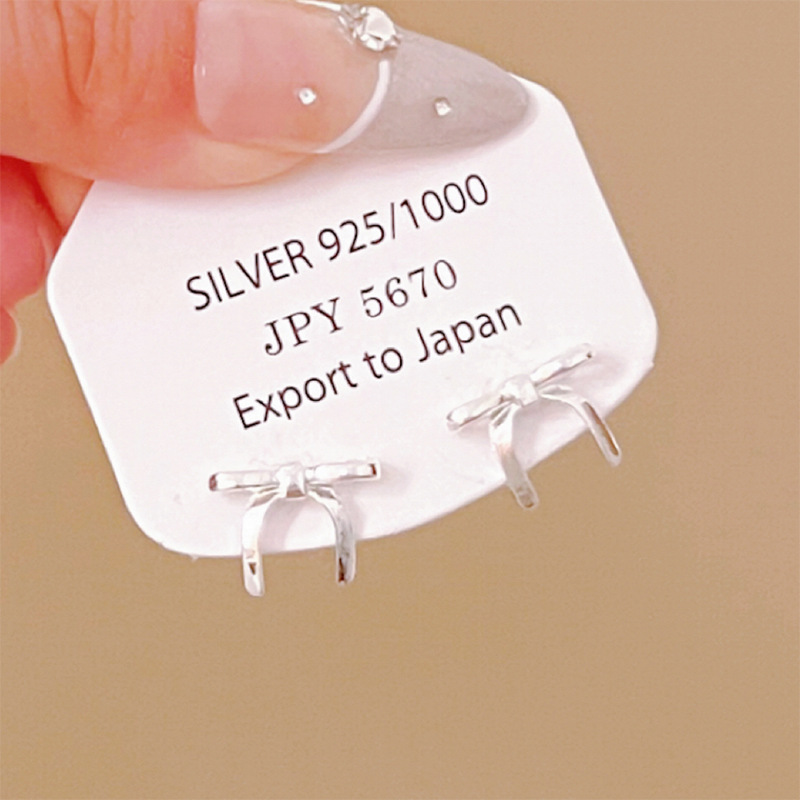 SILVER 925/1000
JPY 5670
Export to Japan